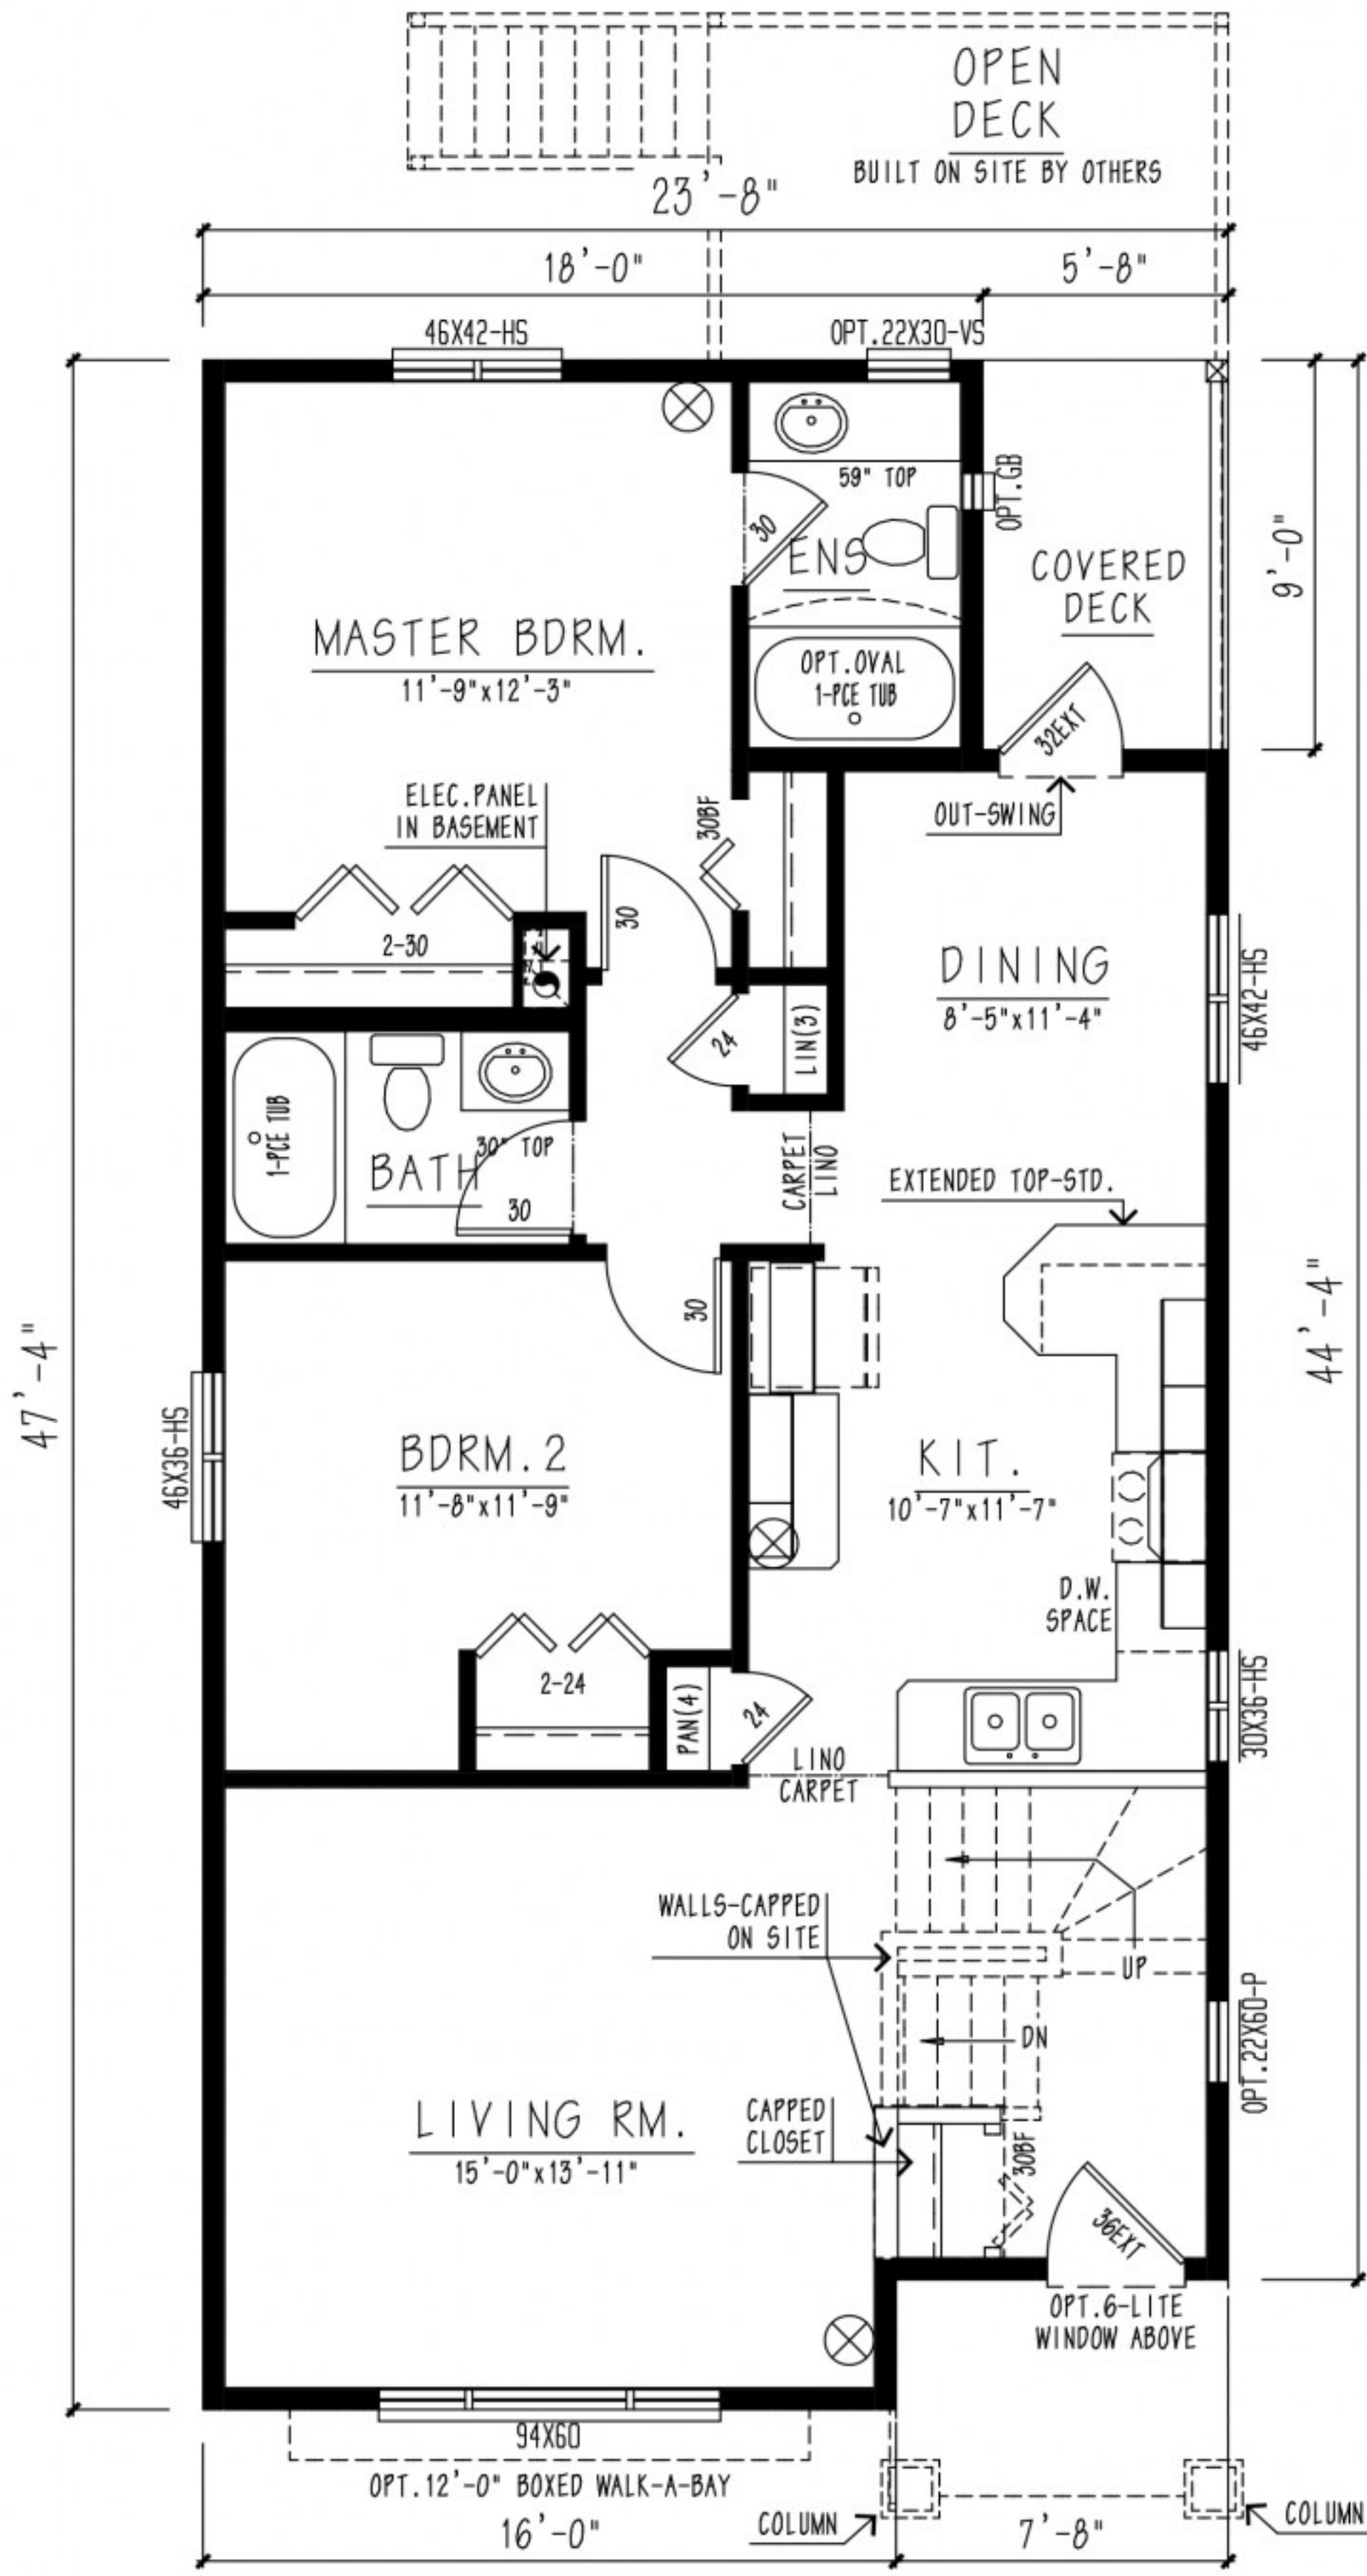 OPEN
DECK
BUILT ON SITE BY OTHERS
23'-8"
18'-0"
5'-8"
46X42-HS
OPT.22X30-VS
59" TOP
OPT.GB
30
ENS
COVERED
DECK
9'-0"
MASTER BDRM.
11'-9"x12'-3"
OPT.OVAL
1-PCE TUB
32EXT
OUT-SWING
ELEC.PANEL
IN BASEMENT
30BF
30
2-30
DINING
8'-5"x11'-4"
46X42-HS
24
LIN(3)
1-PCE TUB
30" TOP
BATH
30
CARPET
LINO
EXTENDED TOP-STD.
47'-4"
44'-4"
30
46X36-HS
BDRM.2
11'-8"x11'-9"
KIT.
10'-7"x11'-7"
D.W.
SPACE
2-24
PAN(4)
24
30X36-HS
LINO
CARPET
WALLS-CAPPED
ON SITE
UP
DN
OPT.22X60-P
LIVING RM.
15'-0"x13'-11"
CAPPED
CLOSET
30BF
36EXT
OPT.6-LITE
WINDOW ABOVE
94X60
OPT.12'-0" BOXED WALK-A-BAY
COLUMN
COLUMN
16'-0"
7'-8"